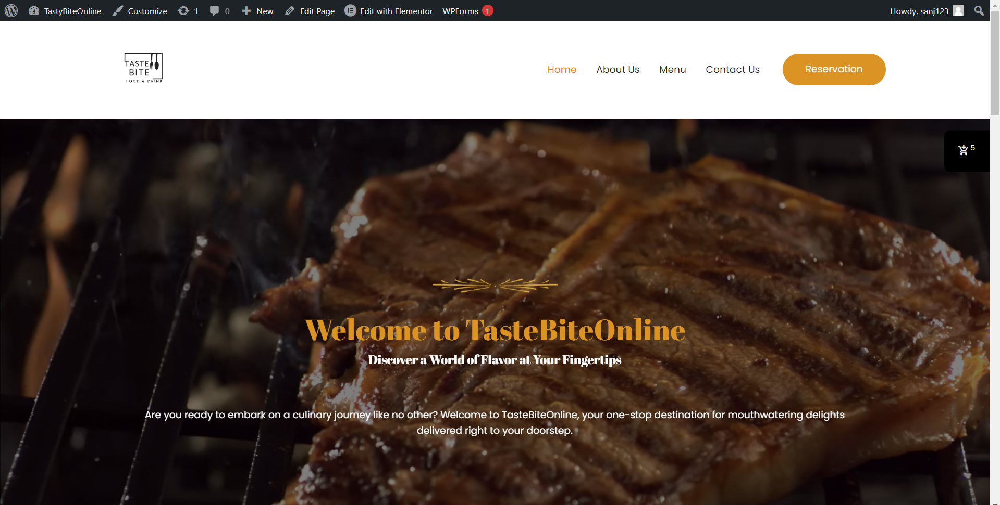 TastyBiteOnline Customize 1 0 New Edit Page Edit with Elementor WPForms 1 Howdy, sanj123
TASTE
BITE
FOOD & DRINK
Home About Us Menu Contact Us Reservation
5
Welcome to TasteBiteOnline
Discover a World of Flavor at Your Fingertips
Are you ready to embark on a culinary journey like no other? Welcome to TasteBiteOnline, your one-stop destination for mouthwatering delights
delivered right to your doorstep.